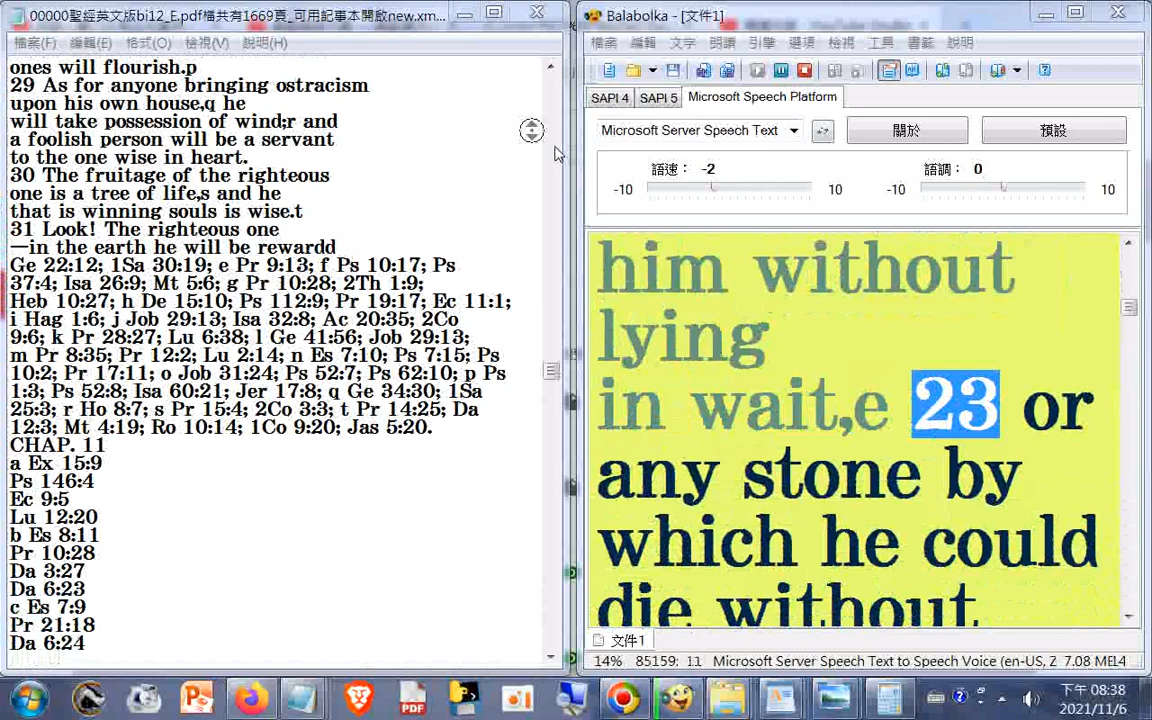 00000聖經英文版bi12_E.pdf檔共有1669頁_可用記事本開啟new.xm...
檔案(F) 編輯(E) 格式(O) 檢視(V) 說明(H)
ones will flourish.p
29 As for anyone bringing ostracism
upon his own house,q he
will take possession of wind;r and
a foolish person will be a servant
to the one wise in heart.
30 The fruitage of the righteous
one is a tree of life,s and he
that is winning souls is wise.t
31 Look! The righteous one
—in the earth he will be rewardd
Ge 22:12; 1Sa 30:19; e Pr 9:13; f Ps 10:17; Ps
37:4; Isa 26:9; Mt 5:6; g Pr 10:28; 2Th 1:9;
Heb 10:27; h De 15:10; Ps 112:9; Pr 19:17; Ec 11:1;
i Hag 1:6; j Job 29:13; Isa 32:8; Ac 20:35; 2Co
9:6; k Pr 28:27; Lu 6:38; l Ge 41:56; Job 29:13;
m Pr 8:35; Pr 12:2; Lu 2:14; n Es 7:10; Ps 7:15; Ps
10:2; Pr 17:11; o Job 31:24; Ps 52:7; Ps 62:10; p Ps
1:3; Ps 52:8; Isa 60:21; Jer 17:8; q Ge 34:30; 1Sa
25:3; r Ho 8:7; s Pr 15:4; 2Co 3:3; t Pr 14:25; Da
12:3; Mt 4:19; Ro 10:14; 1Co 9:20; Jas 5:20.
CHAP. 11
a Ex 15:9
Ps 146:4
Ec 9:5
Lu 12:20
b Es 8:11
Pr 10:28
Da 3:27
Da 6:23
c Es 7:9
Pr 21:18
Da 6:24
Balabolka - [文件1]
檔案 編輯 文字 朗讀 引擎 選項 檢視 工具 書籤 說明
SAPI 4 SAPI 5 Microsoft Speech Platform
Microsoft Server Speech Text 關於 預設
語速: -2 語調: 0
-10 10 -10 10
him without
lying
in wait,e 23 or
any stone by
which he could
die without
文件1
14% 85159: 11 Microsoft Server Speech Text to Speech Voice (en-US, Z 7.08 ME
PDF
下午 08:38
2021/11/6